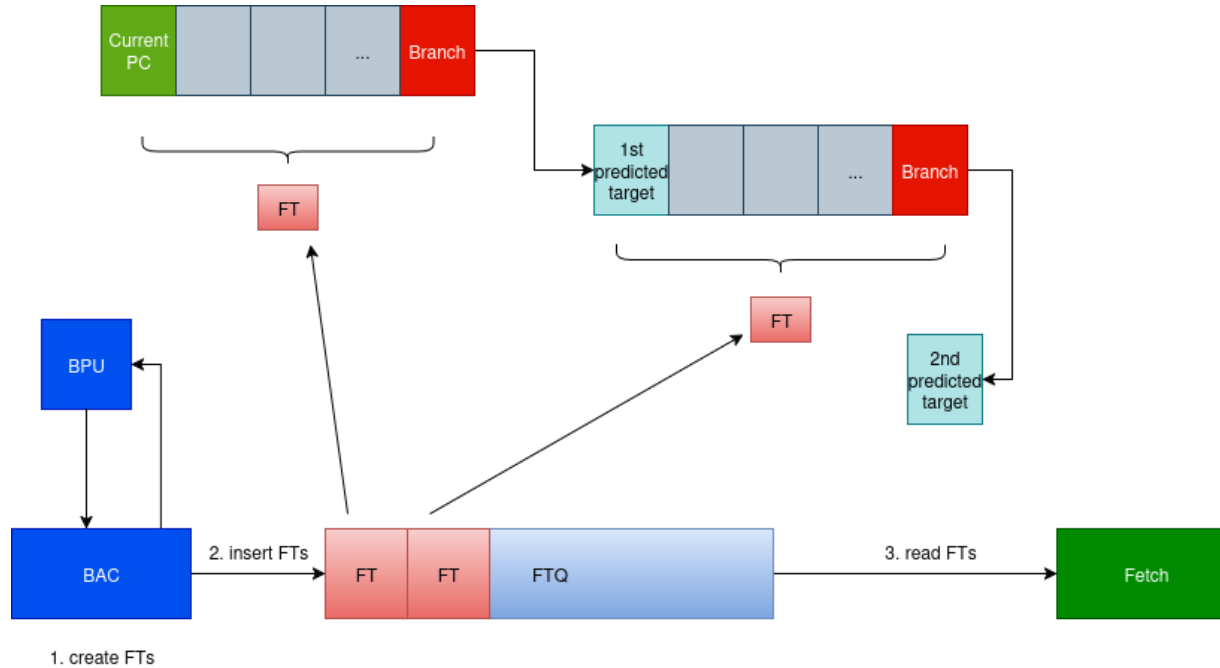 Current
PC
...
Branch
1st
predicted
target
...
Branch
FT
FT
BPU
2nd
predicted
target
2. insert FTs
3. read FTs
BAC
FT
FT
FTQ
Fetch
1. create FTs